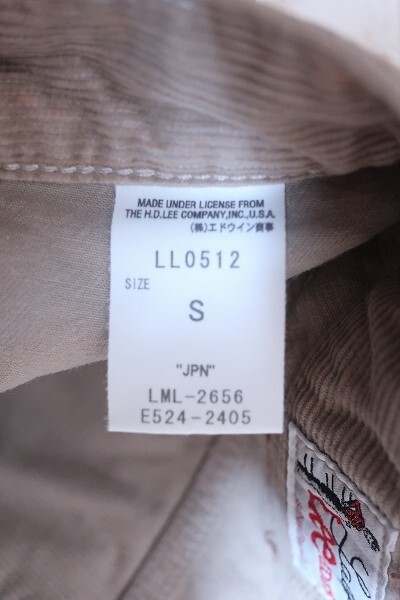 MADE UNDER LICENSE FROM
THE H.D.LEE COMPANY,INC.,U.S.A.
(株)エドウイン商事
LL0512
SIZE
S
"JPN"
LML-2656
E524-2405
Lee